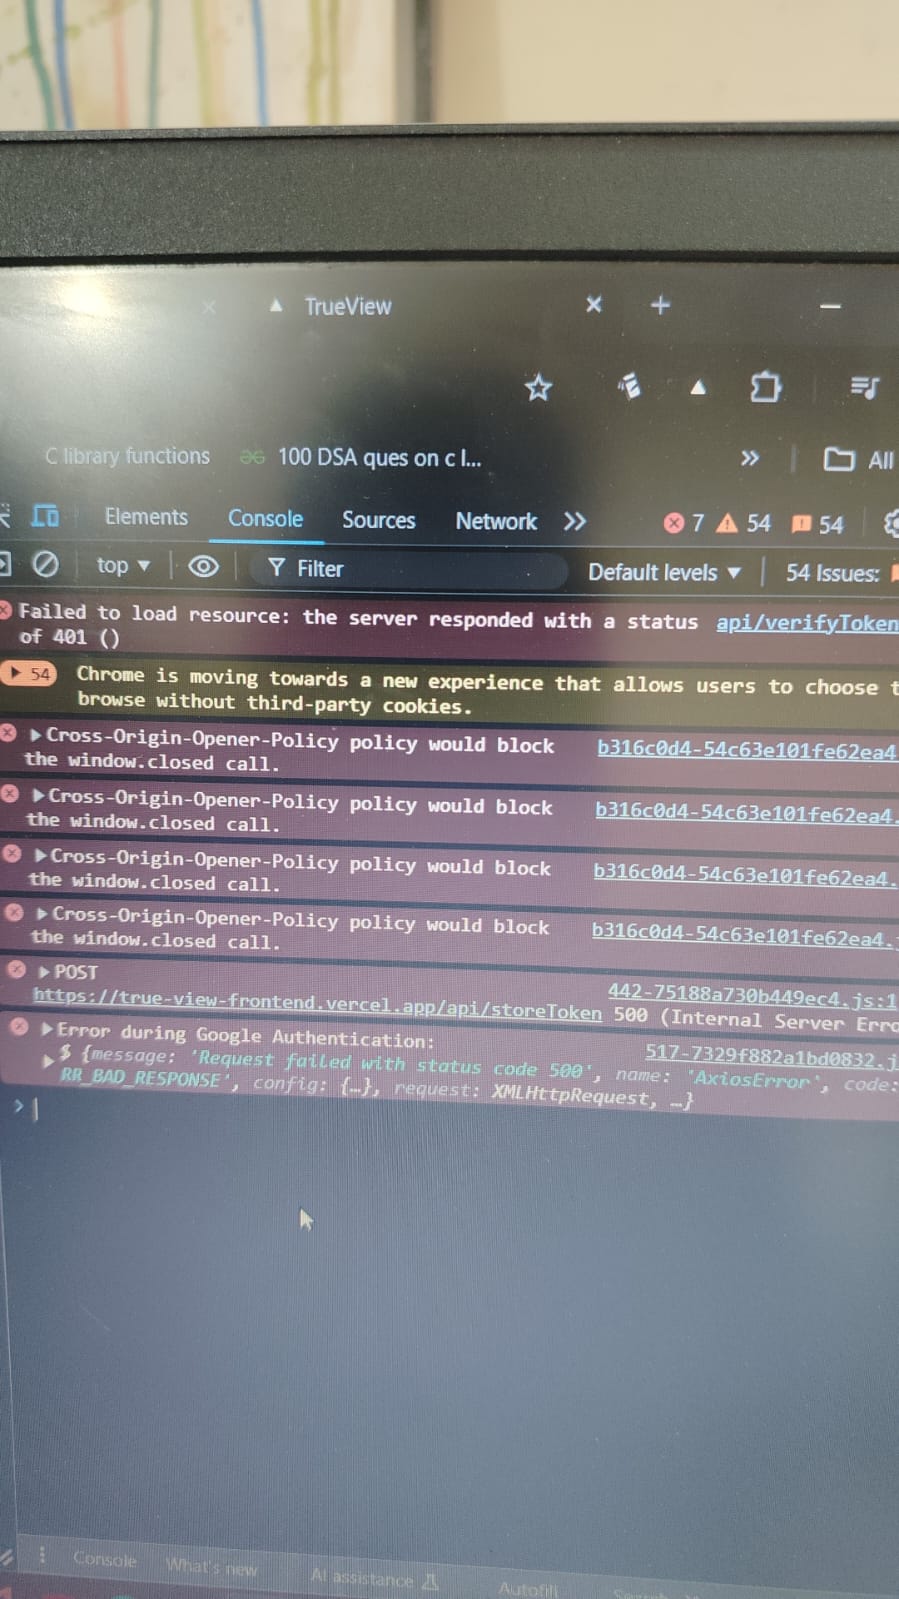 TrueView
C library functions 100 DSA ques on c l...
All
Elements Console Sources Network 7 54 54
top Filter Default levels 54 Issues:
Failed to load resource: the server responded with a status api/verifyToken
of 401 ()
54 Chrome is moving towards a new experience that allows users to choose t
browse without third-party cookies.
Cross-Origin-Opener-Policy policy would block b316c0d4-54c63e101fe62ea4
the window.closed call.
Cross-Origin-Opener-Policy policy would block b316c0d4-54c63e101fe62ea4.
the window.closed call.
Cross-Origin-Opener-Policy policy would block b316c0d4-54c63e101fe62ea4.
the window.closed call.
Cross-Origin-Opener-Policy policy would block b316c0d4-54c63e101fe62ea4.
the window.closed call.
POST 442-75188a730b449ec4.js:1
https://true-view-frontend.vercel.app/api/storeToken 500 (Internal Server Erro
Error during Google Authentication: 517-7329f882a1bd0832.j
$ {message: 'Request failed with status code 500', name: 'AxiosError', code:
RR_BAD_RESPONSE', config: {…}, request: XMLHttpRequest, …}
Console What's new AI assistance Autofill